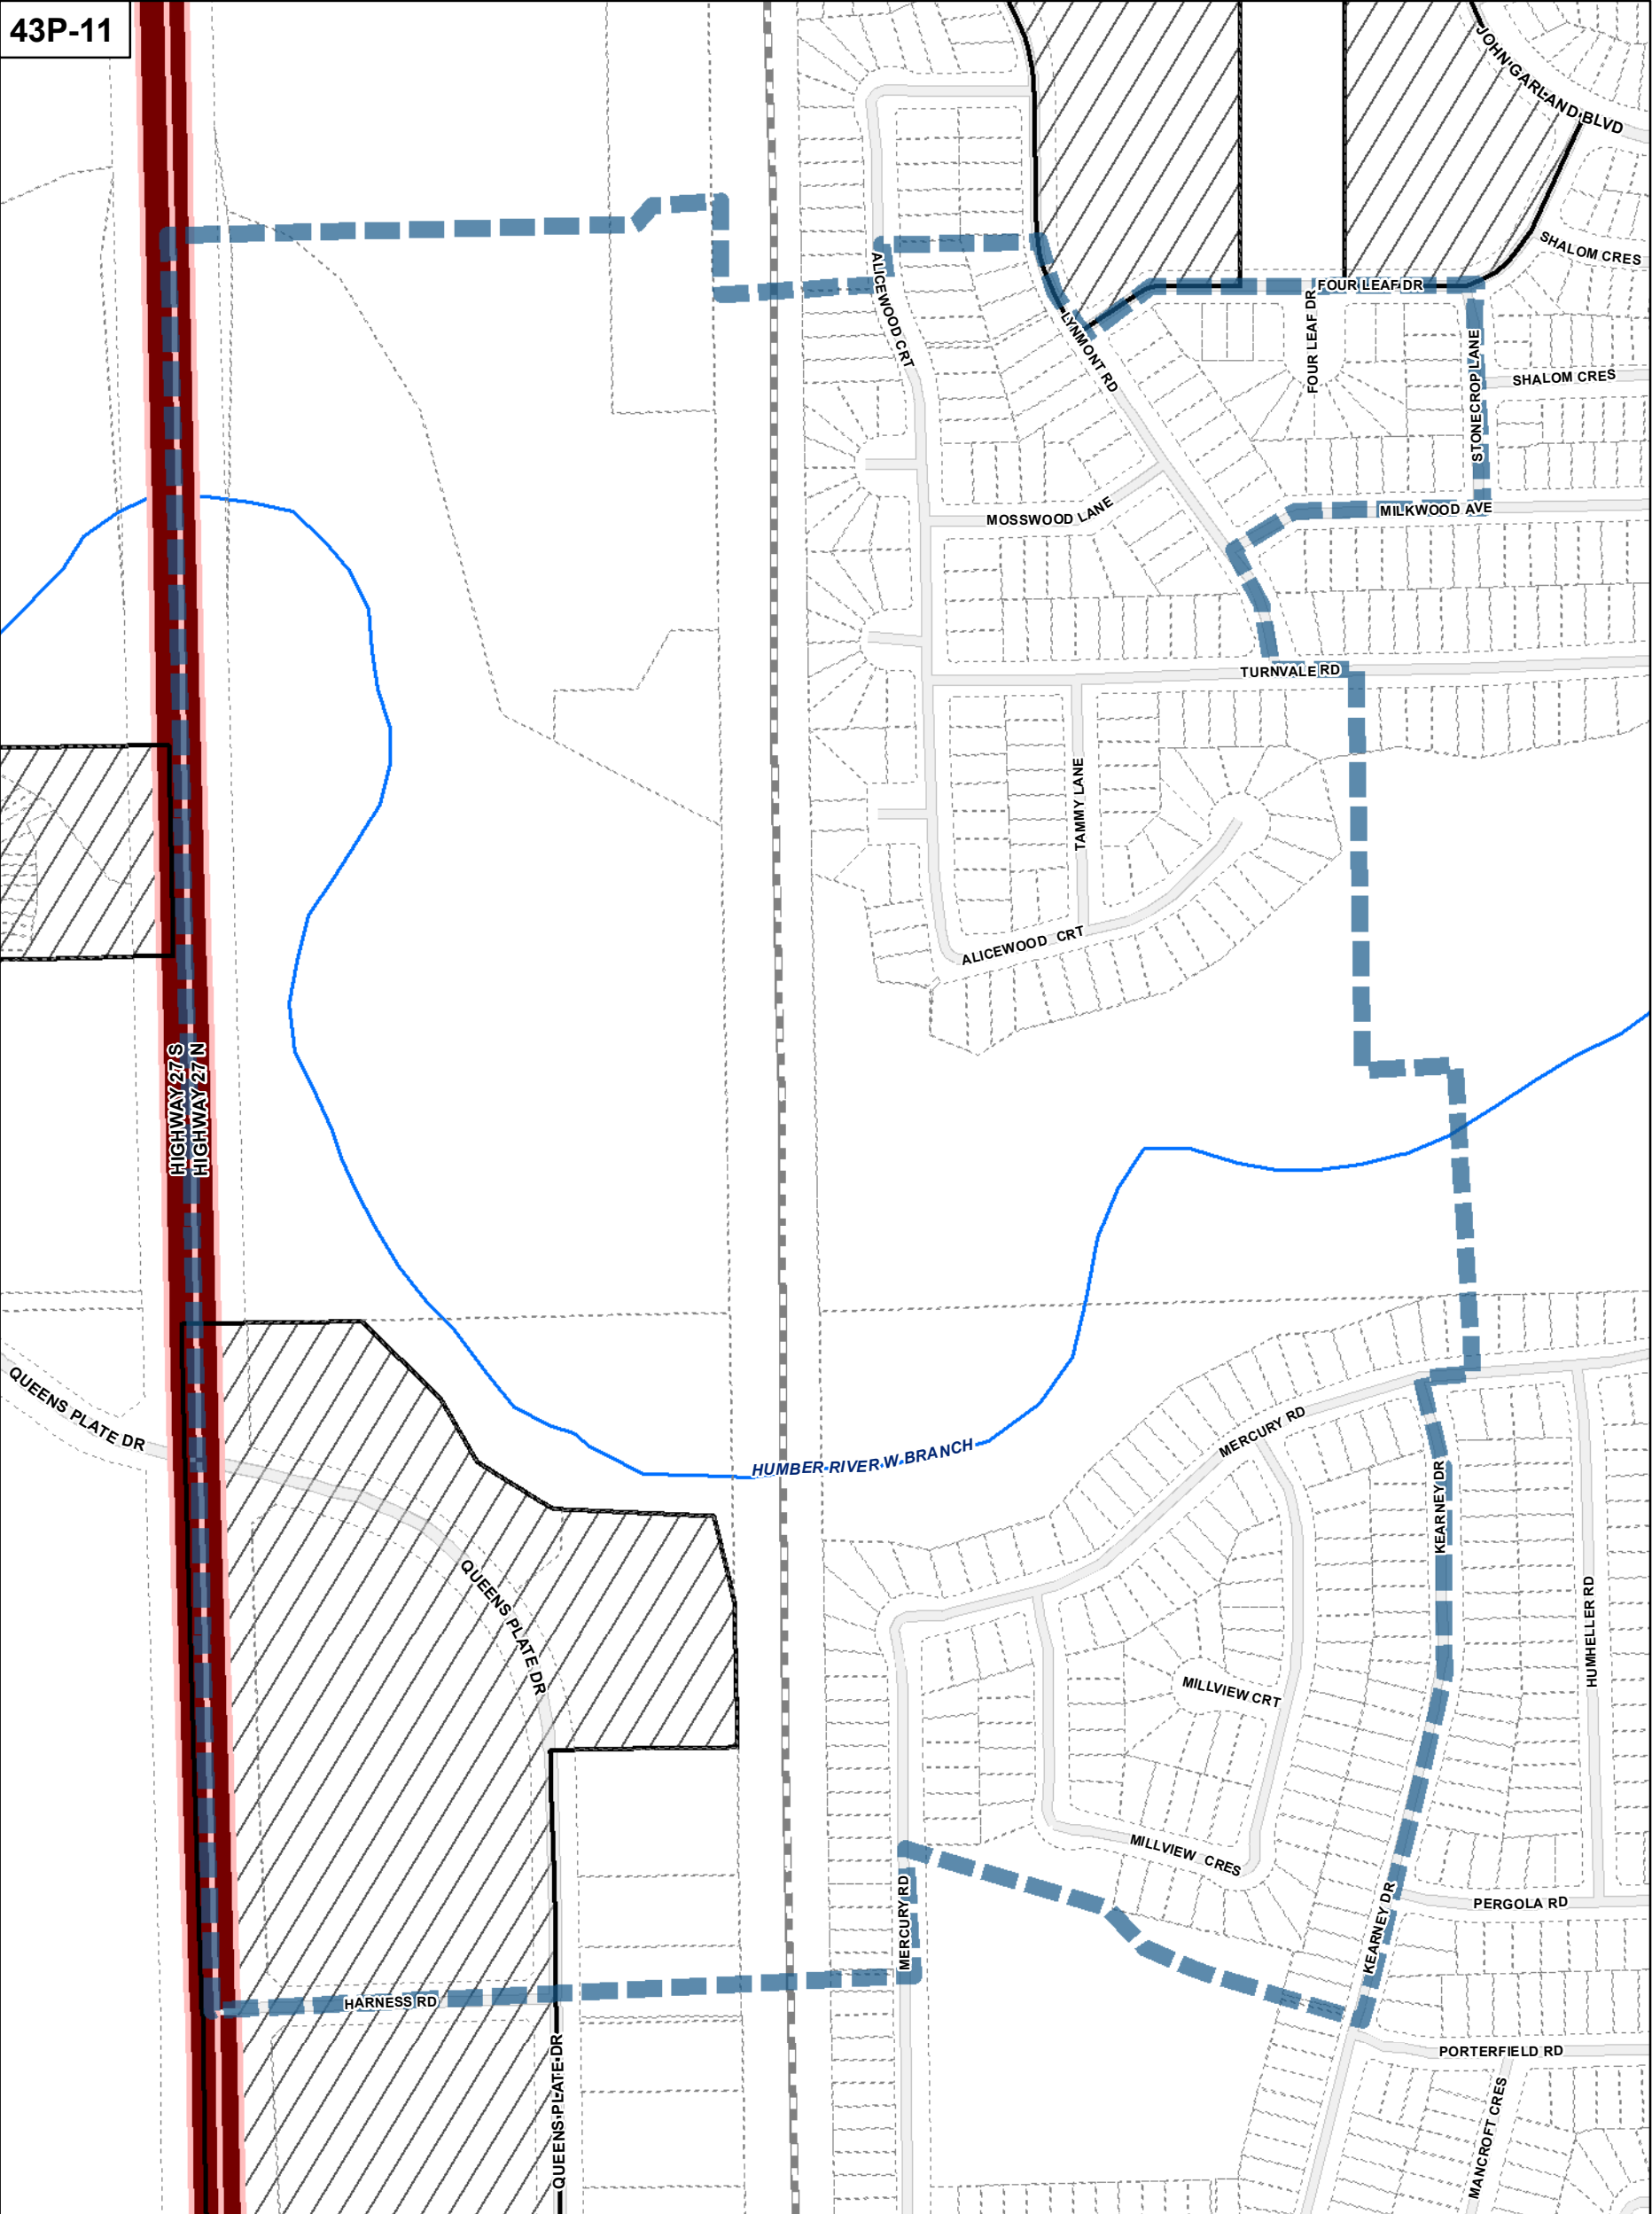 43P-11
JOHN GARLAND BLVD
SHALOM CRES
FOUR LEAF DR
FOUR LEAF DR
ALICEWOOD CRT
LYNMONT RD
STONECROP LANE
SHALOM CRES
MOSSWOOD LANE
MILKWOOD AVE
TURNVALE RD
TAMMY LANE
ALICEWOOD CRT
HIGHWAY 27 S
HIGHWAY 27 N
QUEENS PLATE DR
MERCURY RD
HUMBER RIVER W BRANCH
KEARNEY DR
QUEENS PLATE DR
HUMHELLER RD
MILLVIEW CRT
MILLVIEW CRES
MERCURY RD
KEARNEY DR
PERGOLA RD
HARNESS RD
QUEENS PLATE DR
PORTERFIELD RD
MANCROFT CRES